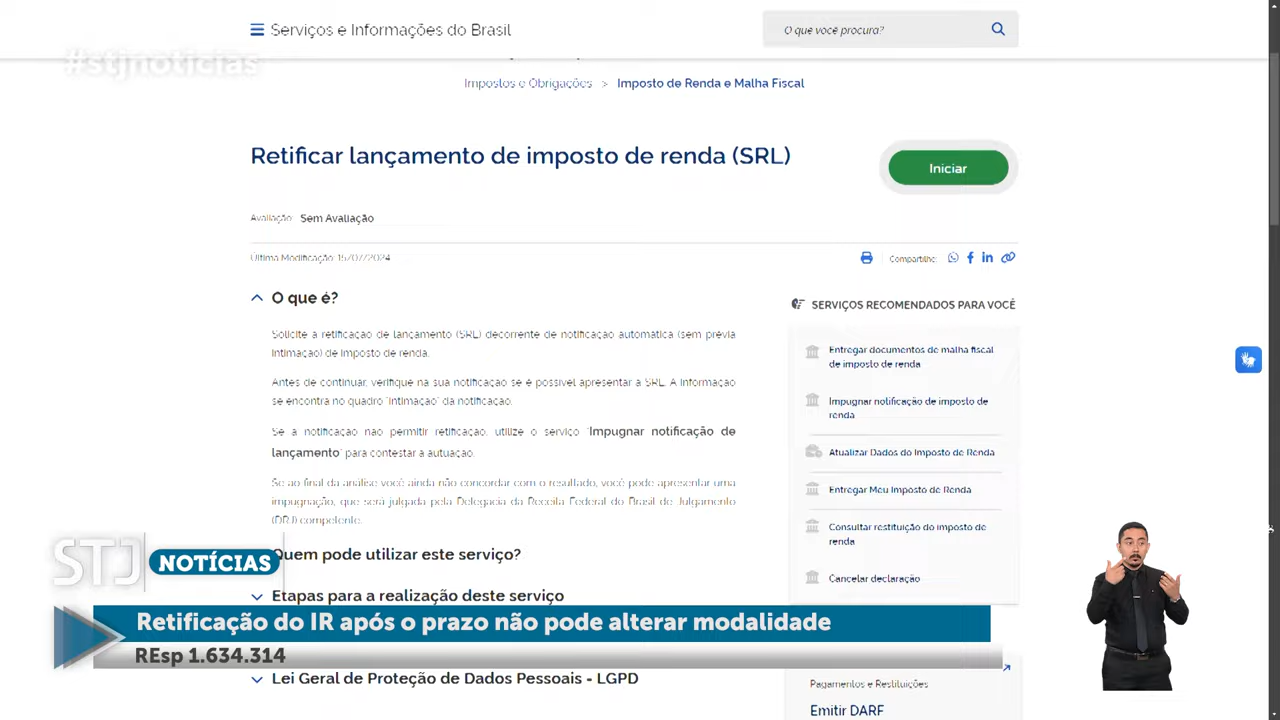 Serviços e Informações do Brasil
O que você procura?
#stjnotícias
Impostos e Obrigações > Imposto de Renda e Malha Fiscal
Retificar lançamento de imposto de renda (SRL)
Iniciar
Avaliação: Sem Avaliação
Última Modificação: 15/07/2024
Compartilhe:
O que é?
Solicite a retificação de lançamento (SRL) decorrente de notificação automática (sem prévia
intimação) de imposto de renda.
Antes de continuar, verifique na sua notificação se é possível apresentar a SRL. A informação
se encontra no quadro "Intimação" da notificação.
Se a notificação não permitir retificação, utilize o serviço "Impugnar notificação de
lançamento" para contestar a autuação.
Se ao final da análise você ainda não concordar com o resultado, você pode apresentar uma
impugnação, que será julgada pela Delegacia da Receita Federal do Brasil de Julgamento
(DRJ) competente.
SERVIÇOS RECOMENDADOS PARA VOCÊ
Entregar documentos de malha fiscal
de imposto de renda
Impugnar notificação de imposto de
renda
Atualizar Dados do Imposto de Renda
Entregar Meu Imposto de Renda
Consultar restituição do imposto de
renda
Cancelar declaração
Quem pode utilizar este serviço?
STJ NOTÍCIAS
Etapas para a realização deste serviço
Retificação do IR após o prazo não pode alterar modalidade
REsp 1.634.314
Lei Geral de Proteção de Dados Pessoais - LGPD
Pagamentos e Restituições
Emitir DARF